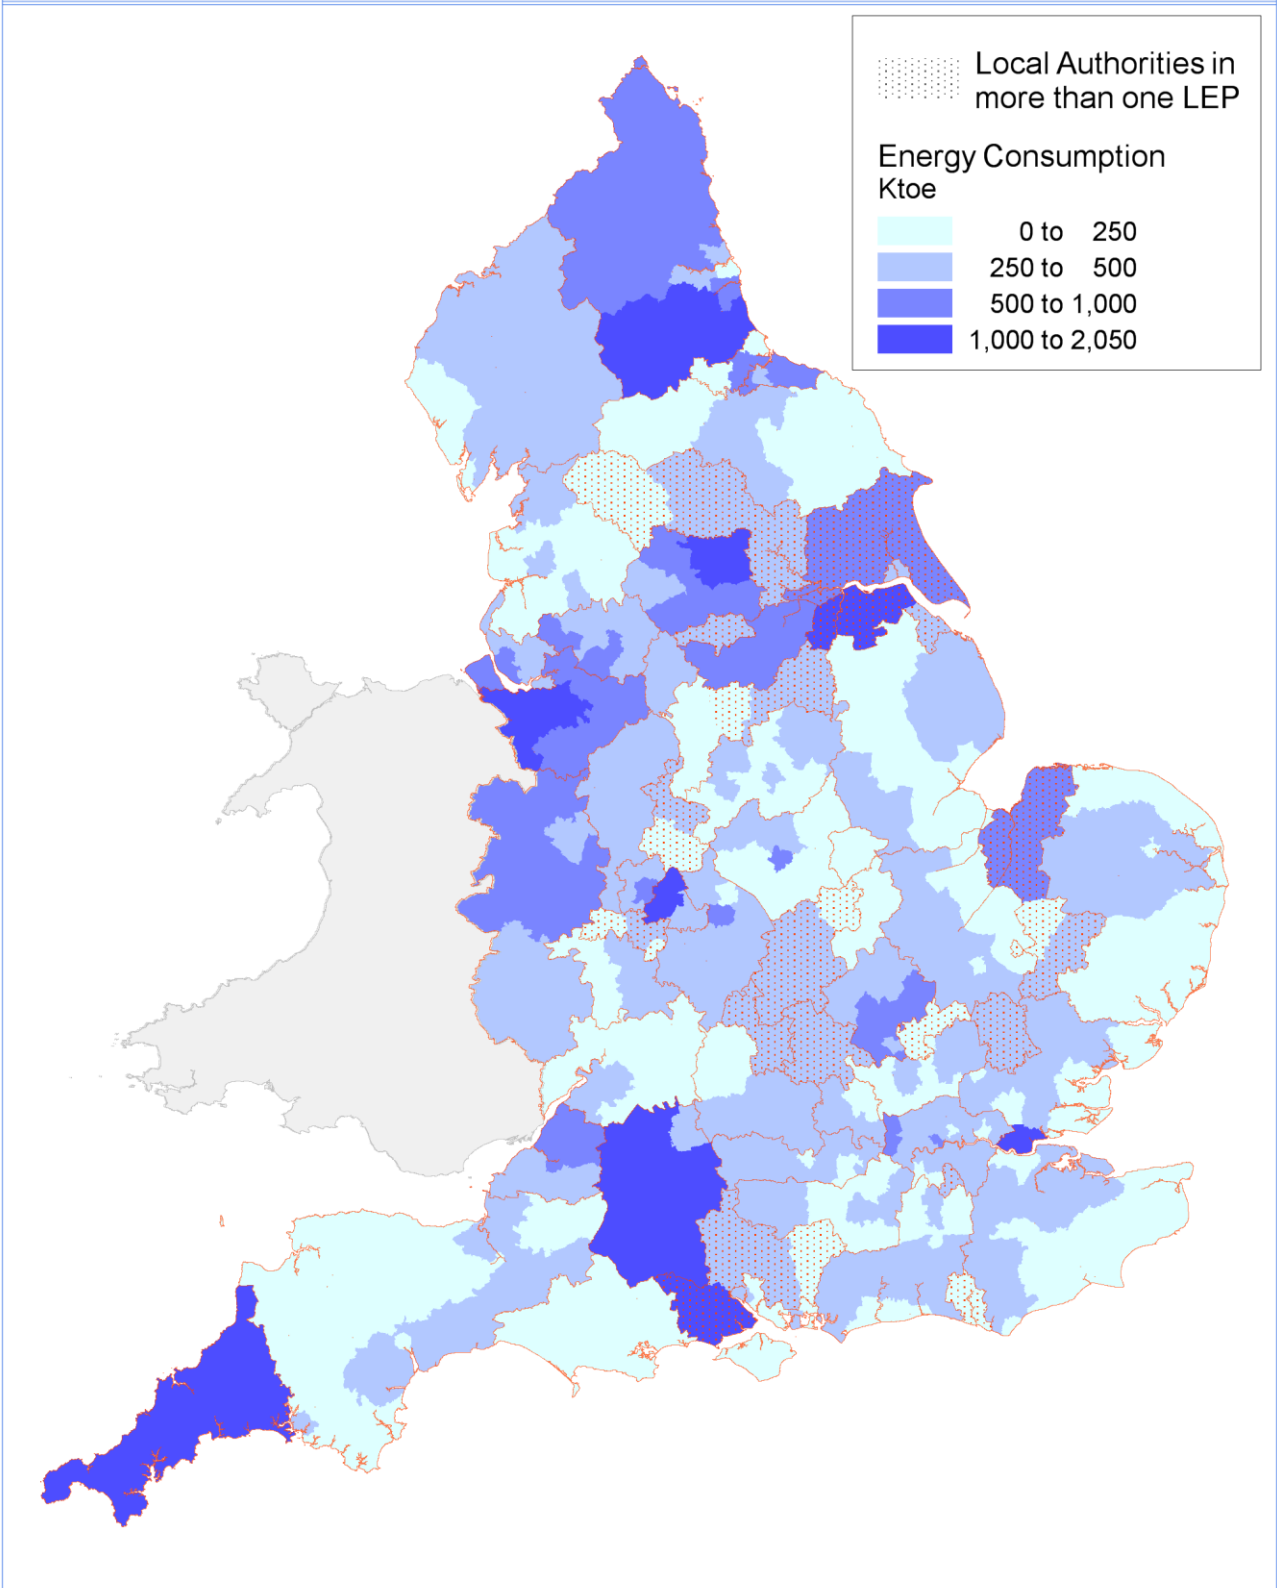 Local Authorities in
more than one LEP
Energy Consumption
Ktoe
0 to 250
250 to 500
500 to 1,000
1,000 to 2,050